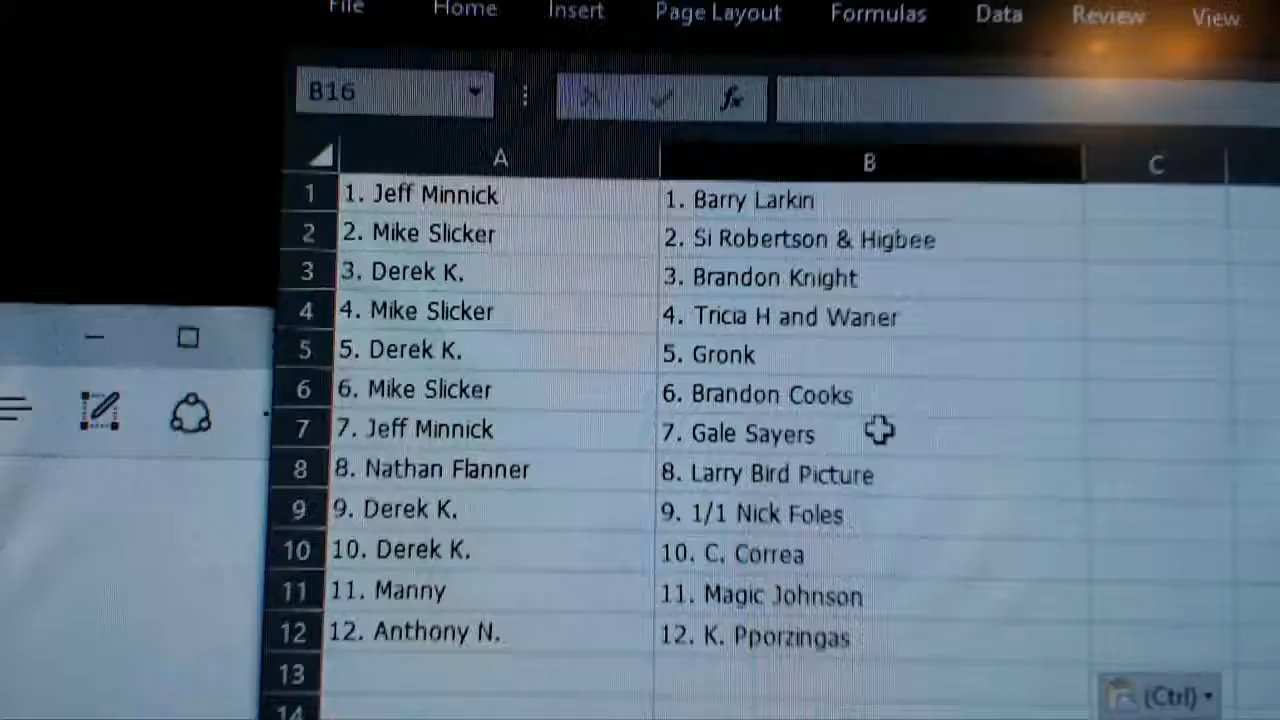 File Home Insert Page Layout Formulas Data Review View
B16 fx
A B C
1 1. Jeff Minnick 1. Barry Larkin
2 2. Mike Slicker 2. Si Robertson & Higbee
3 3. Derek K. 3. Brandon Knight
4 4. Mike Slicker 4. Tricia H and Waner
5 5. Derek K. 5. Gronk
6 6. Mike Slicker 6. Brandon Cooks
7 7. Jeff Minnick 7. Gale Sayers
8 8. Nathan Flanner 8. Larry Bird Picture
9 9. Derek K. 9. 1/1 Nick Foles
10 10. Derek K. 10. C. Correa
11 11. Manny 11. Magic Johnson
12 12. Anthony N. 12. K. Pporzingas
13
14 (Ctrl)